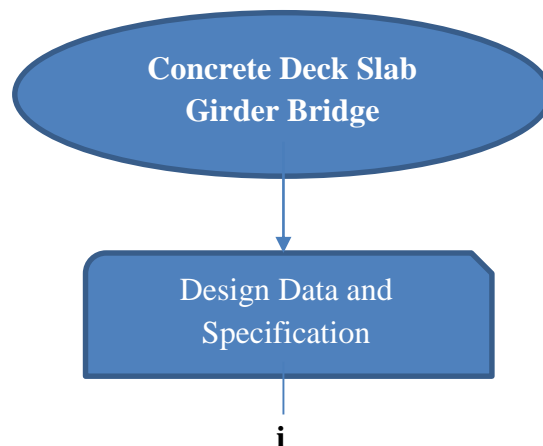 Concrete Deck Slab
Girder Bridge
Design Data and
Specification
i